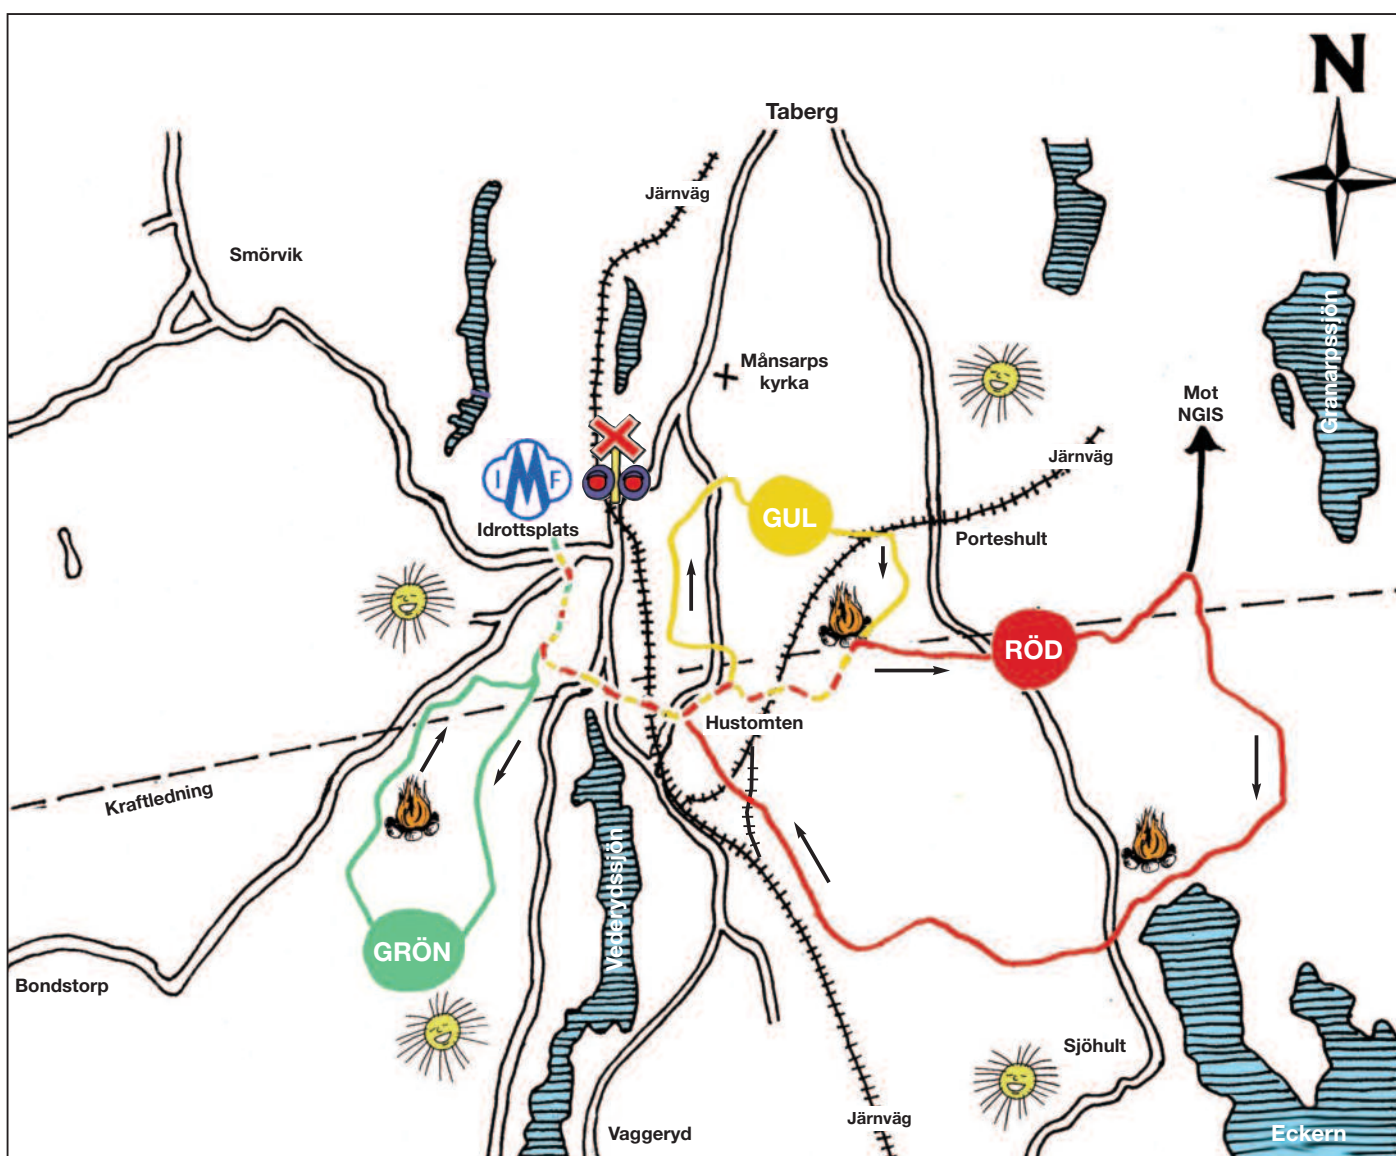 N
Taberg
Järnväg
Smörvik
Granarpssjön
Månsarps
kyrka
Mot
NGIS
Järnväg
I M F
Idrottsplats
GUL
Porteshult
RÖD
Hustomten
Kraftledning
Vederydssjön
GRÖN
Bondstorp
Sjöhult
Järnväg
Vaggeryd
Eckern